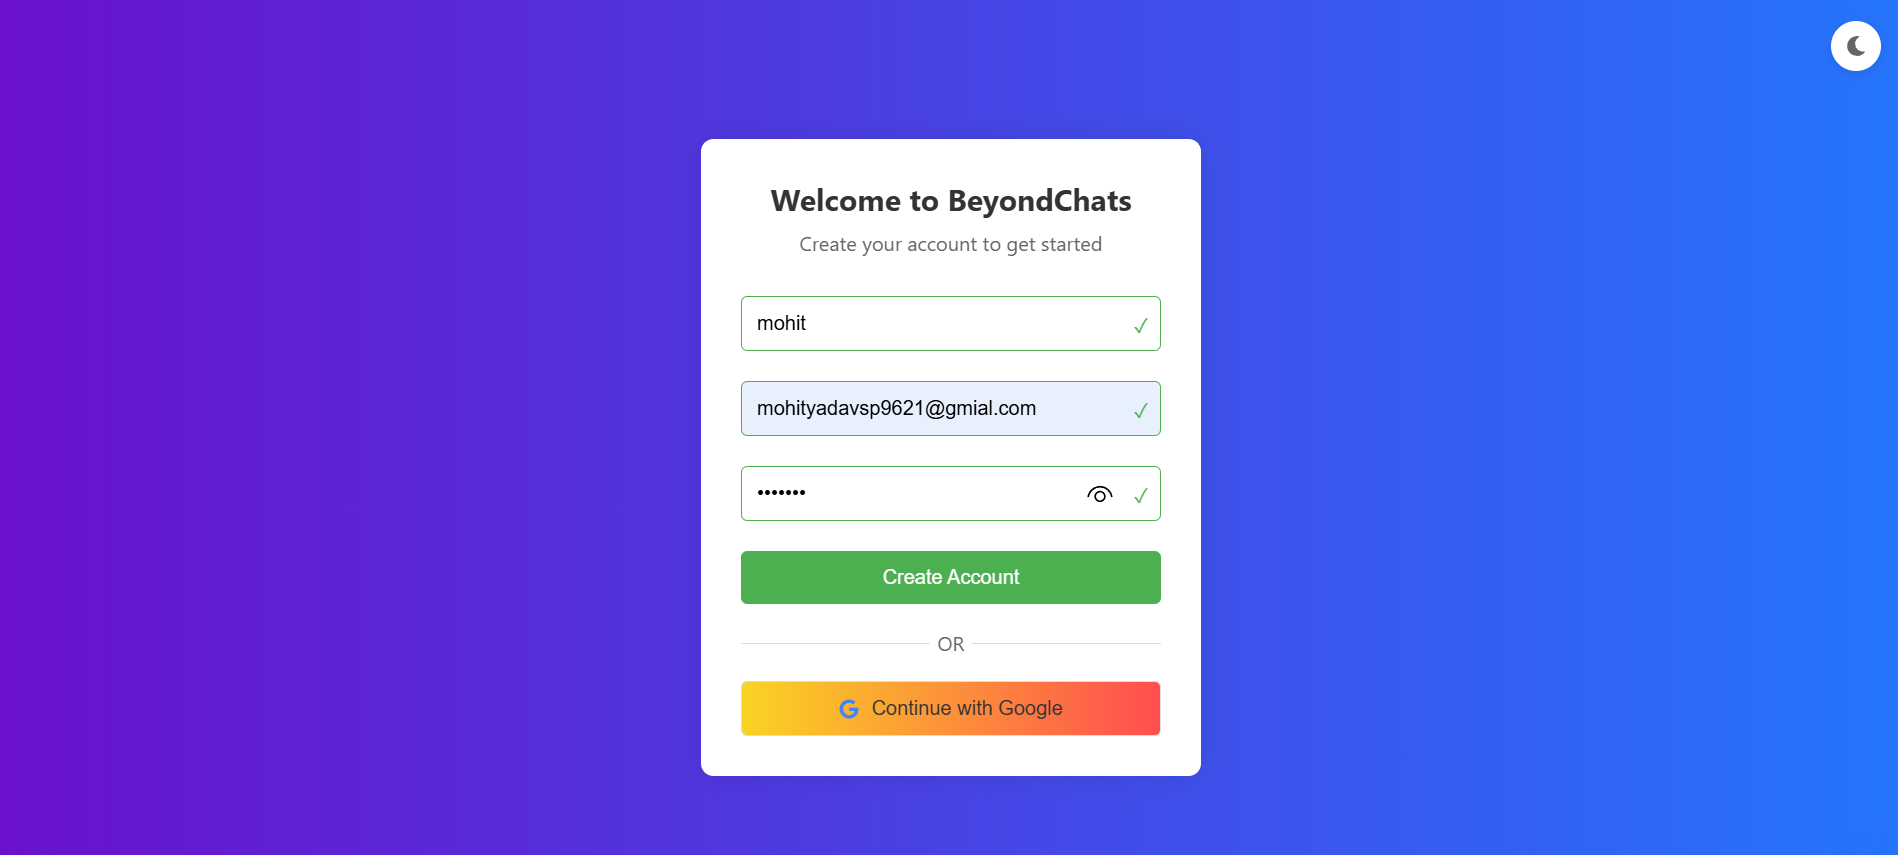 Welcome to BeyondChats
Create your account to get started
mohit
mohityadavsp9621@gmial.com
•••••••
Create Account
OR
Continue with Google